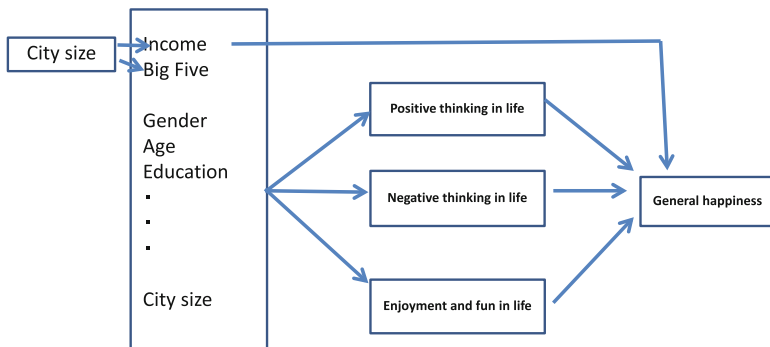 City size
Income
Big Five
Gender
Age
Education
.
.
.
City size
Positive thinking in life
Negative thinking in life
Enjoyment and fun in life
General happiness